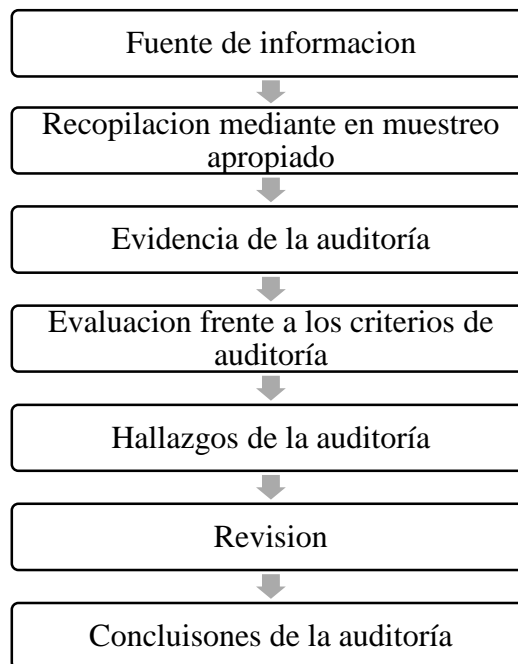 Fuente de informacion
Recopilacion mediante en muestreo
apropiado
Evidencia de la auditoría
Evaluacion frente a los criterios de
auditoría
Hallazgos de la auditoría
Revision
Concluisones de la auditoría